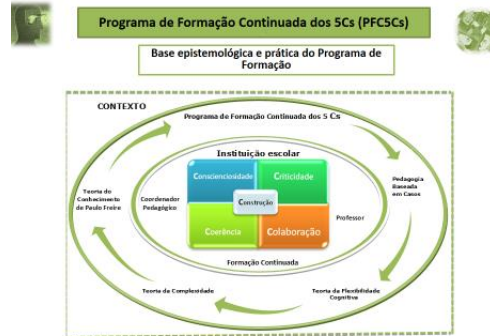 Programa de Formação Continuada dos 5Cs (PFC5Cs)
Base epistemológica e prática do Programa de
Formação
CONTEXTO
Programa de Formação Continuada dos 5 Cs
Instituição escolar
Conscienciosidade
Criticidade
Teoria do
Conhecimento
de Paulo Freire
Coordenador
Pedagógico
Construção
Pedagogia
Baseada
em Casos
Professor
Coerência
Colaboração
Formação Continuada
Teoria da Complexidade
Teoria da Flexibilidade
Cognitiva